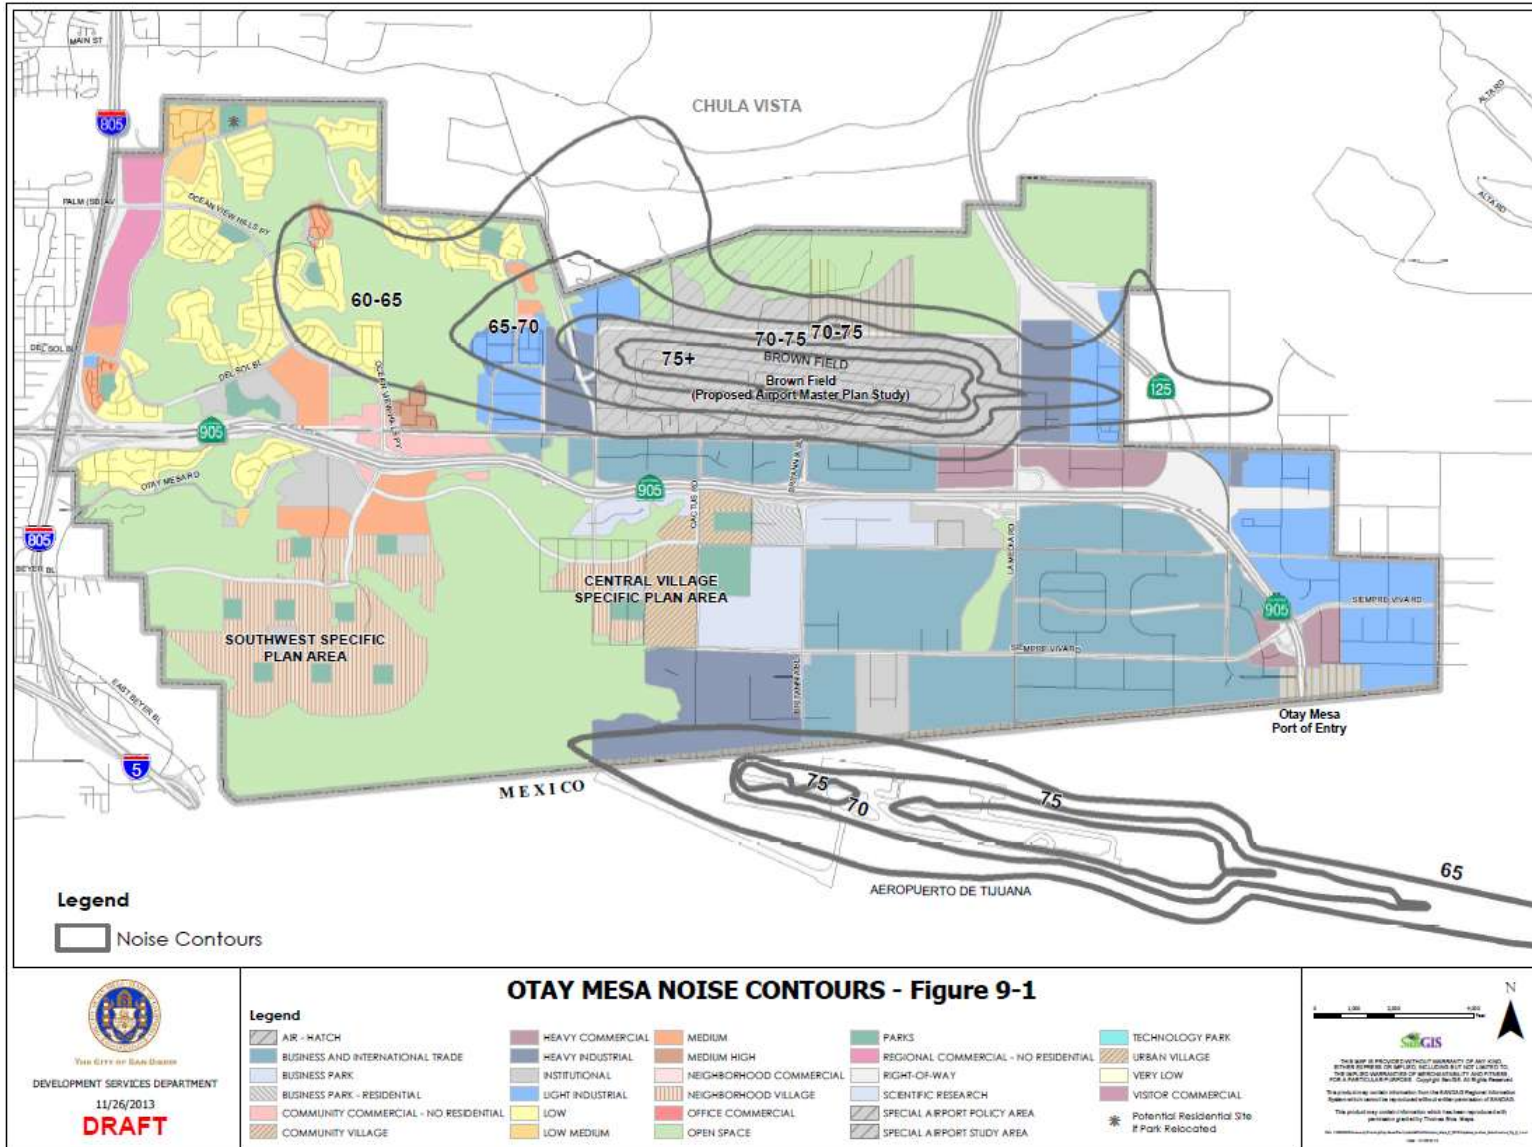 MAIN ST
CHULA VISTA
805
ALTA RD
ALTA RD
PALM (SB) AV
OCEAN VIEW HILLS PY
60-65
65-70
70-75
70-75
75+
BROWN FIELD
Brown Field
(Proposed Airport Master Plan Study)
DEL SOL BL
DEL SOL BL
OCEAN VIEW HILLS PY
125
905
OTAY MESA RD
905
CACTUS RD
BRITANNIA BL
LA MEDIA RD
805
BEYER BL
CENTRAL VILLAGE
SPECIFIC PLAN AREA
905
SIEMPRE VIVA RD
SOUTHWEST SPECIFIC
PLAN AREA
SIEMPRE VIVA RD
EAST BEYER BL
BRITANNIA BL
Otay Mesa
Port of Entry
5
MEXICO
75
70
75
65
AEROPUERTO DE TIJUANA
Legend
Noise Contours
THE CITY OF SAN DIEGO
DEVELOPMENT SERVICES DEPARTMENT
11/26/2013
DRAFT
OTAY MESA NOISE CONTOURS - Figure 9-1
Legend
AIR - HATCH
BUSINESS AND INTERNATIONAL TRADE
BUSINESS PARK
BUSINESS PARK - RESIDENTIAL
COMMUNITY COMMERCIAL - NO RESIDENTIAL
COMMUNITY VILLAGE
HEAVY COMMERCIAL
HEAVY INDUSTRIAL
INSTITUTIONAL
LIGHT INDUSTRIAL
LOW
LOW MEDIUM
MEDIUM
MEDIUM HIGH
NEIGHBORHOOD COMMERCIAL
NEIGHBORHOOD VILLAGE
OFFICE COMMERCIAL
OPEN SPACE
PARKS
REGIONAL COMMERCIAL - NO RESIDENTIAL
RIGHT-OF-WAY
SCIENTIFIC RESEARCH
SPECIAL AIRPORT POLICY AREA
SPECIAL AIRPORT STUDY AREA
TECHNOLOGY PARK
URBAN VILLAGE
VERY LOW
VISITOR COMMERCIAL
Potential Residential Site
If Park Relocated
N
SanGIS